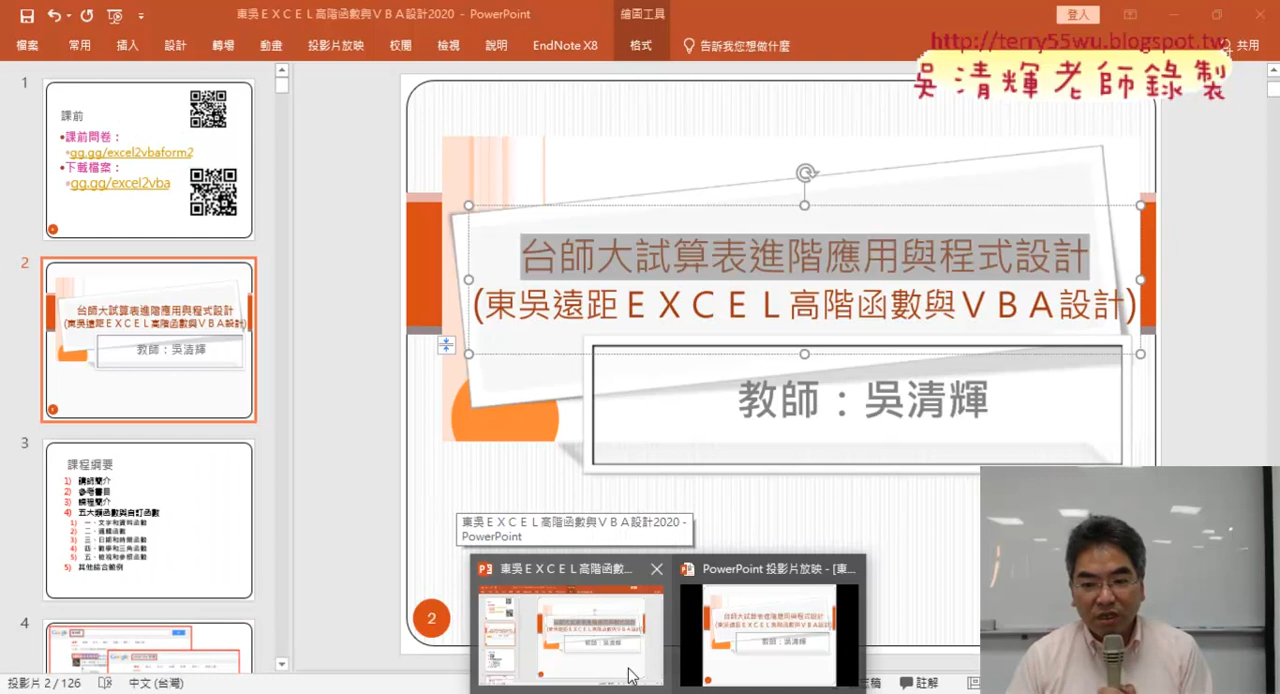 東吳ＥＸＣＥＬ高階函數與ＶＢＡ設計2020 - PowerPoint
繪圖工具
登入
檔案 常用 插入 設計 轉場 動畫 投影片放映 校閱 檢視 說明 EndNote X8 格式 告訴我您想做什麼 共用
http://terry55wu.blogspot.tw
吳清輝老師錄製
1
課前
•課前問卷：
gg.gg/excel2vbaform2
•下載檔案：
gg.gg/excel2vba
2
台師大試算表進階應用與程式設計
(東吳遠距ＥＸＣＥＬ高階函數與ＶＢＡ設計)
教師：吳清輝
3
課程綱要
1) 講師簡介
2) 參考書目
3) 課程簡介
4) 五大類函數與自訂函數
1) 一、文字和資料函數
2) 二、邏輯函數
3) 三、日期和時間函數
4) 四、數學和三角函數
5) 五、檢視和參照函數
5) 其他綜合範例
4
台師大試算表進階應用與程式設計
(東吳遠距ＥＸＣＥＬ高階函數與ＶＢＡ設計)
教師：吳清輝
2
東吳ＥＸＣＥＬ高階函數與ＶＢＡ設計2020 -
PowerPoint
東吳ＥＸＣＥＬ高階函數...
PowerPoint 投影片放映 - [東...
台師大試算表進階應用與程式設計
(東吳遠距ＥＸＣＥＬ高階函數與ＶＢＡ設計)
教師：吳清輝
投影片 2 / 126 中文 (台灣)
註解